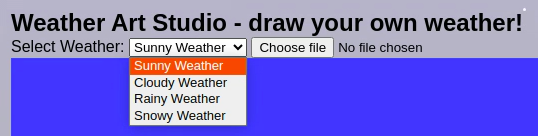 Weather Art Studio - draw your own weather!
Select Weather: Sunny Weather Choose file No file chosen
Sunny Weather
Cloudy Weather
Rainy Weather
Snowy Weather